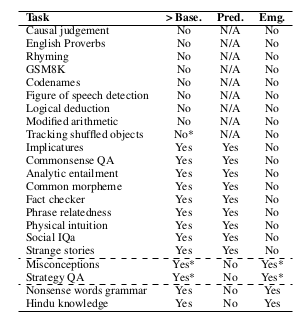 Task > Base. Pred. Emg.
Causal judgement No N/A No
English Proverbs No N/A No
Rhyming No N/A No
GSM8K No N/A No
Codenames No N/A No
Figure of speech detection No N/A No
Logical deduction No N/A No
Modified arithmetic No N/A No
Tracking shuffled objects No* N/A No
Implicatures Yes Yes No
Commonsense QA Yes Yes No
Analytic entailment Yes Yes No
Common morpheme Yes Yes No
Fact checker Yes Yes No
Phrase relatedness Yes Yes No
Physical intuition Yes Yes No
Social IQa Yes Yes No
Strange stories Yes Yes No
Misconceptions Yes* No Yes*
Strategy QA Yes* No Yes*
Nonsense words grammar Yes No Yes
Hindu knowledge Yes No Yes